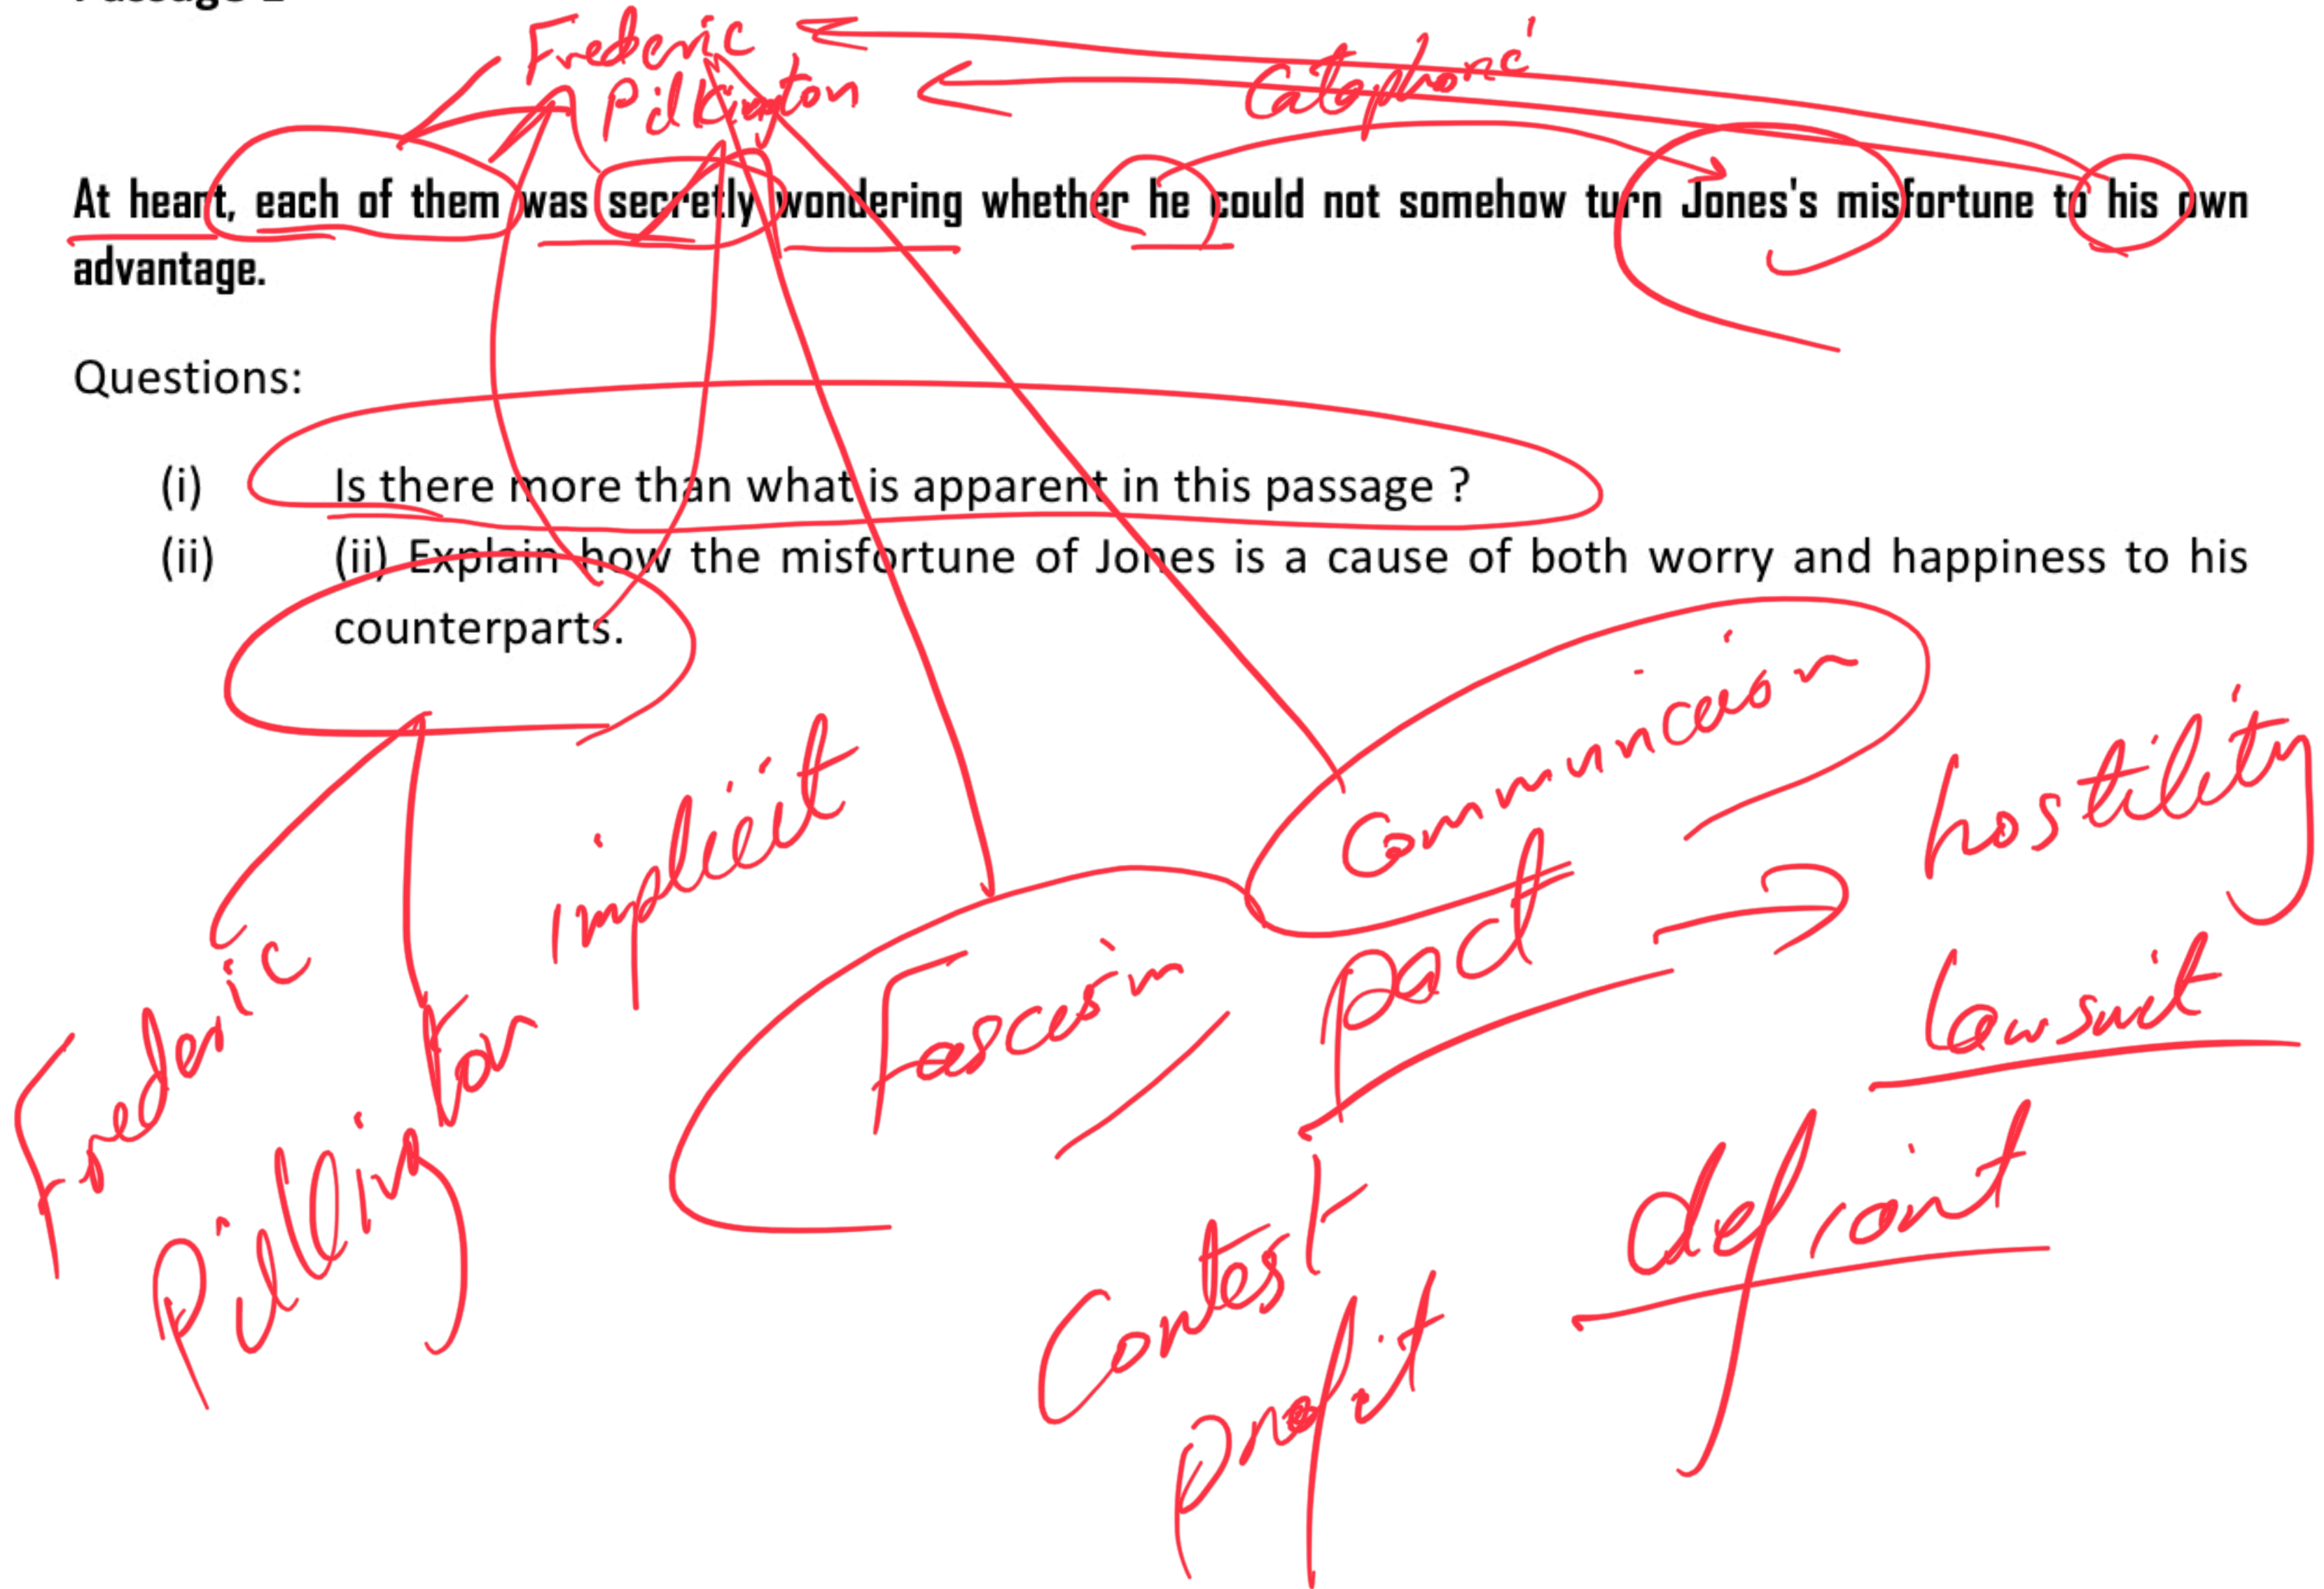 Passage 1
Frederic
Pilkington
Cataphoric
At heart, each of them was secretly wondering whether he could not somehow turn Jones's misfortune to his own
advantage.
Questions:
(i) Is there more than what is apparent in this passage ?
(ii) (ii) Explain how the misfortune of Jones is a cause of both worry and happiness to his
counterparts.
implicit
hostility
pact
lawsuit
Frederic
Pillington
Contest
defiant
profit